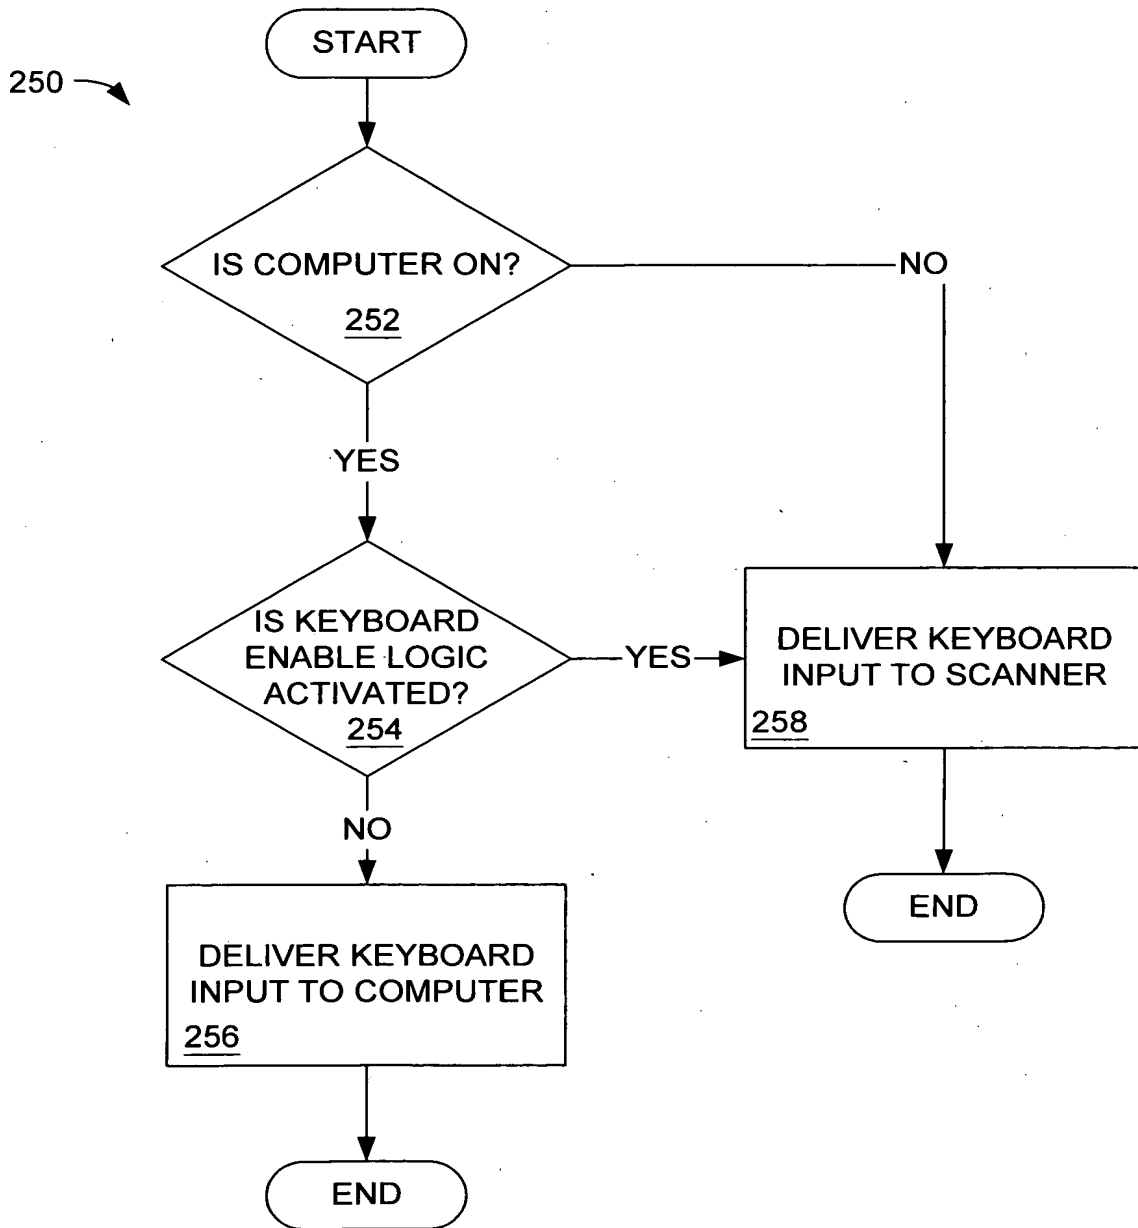 START
250
IS COMPUTER ON?
252
NO
YES
IS KEYBOARD
ENABLE LOGIC
ACTIVATED?
254
YES
DELIVER KEYBOARD
INPUT TO SCANNER
258
NO
END
DELIVER KEYBOARD
INPUT TO COMPUTER
256
END